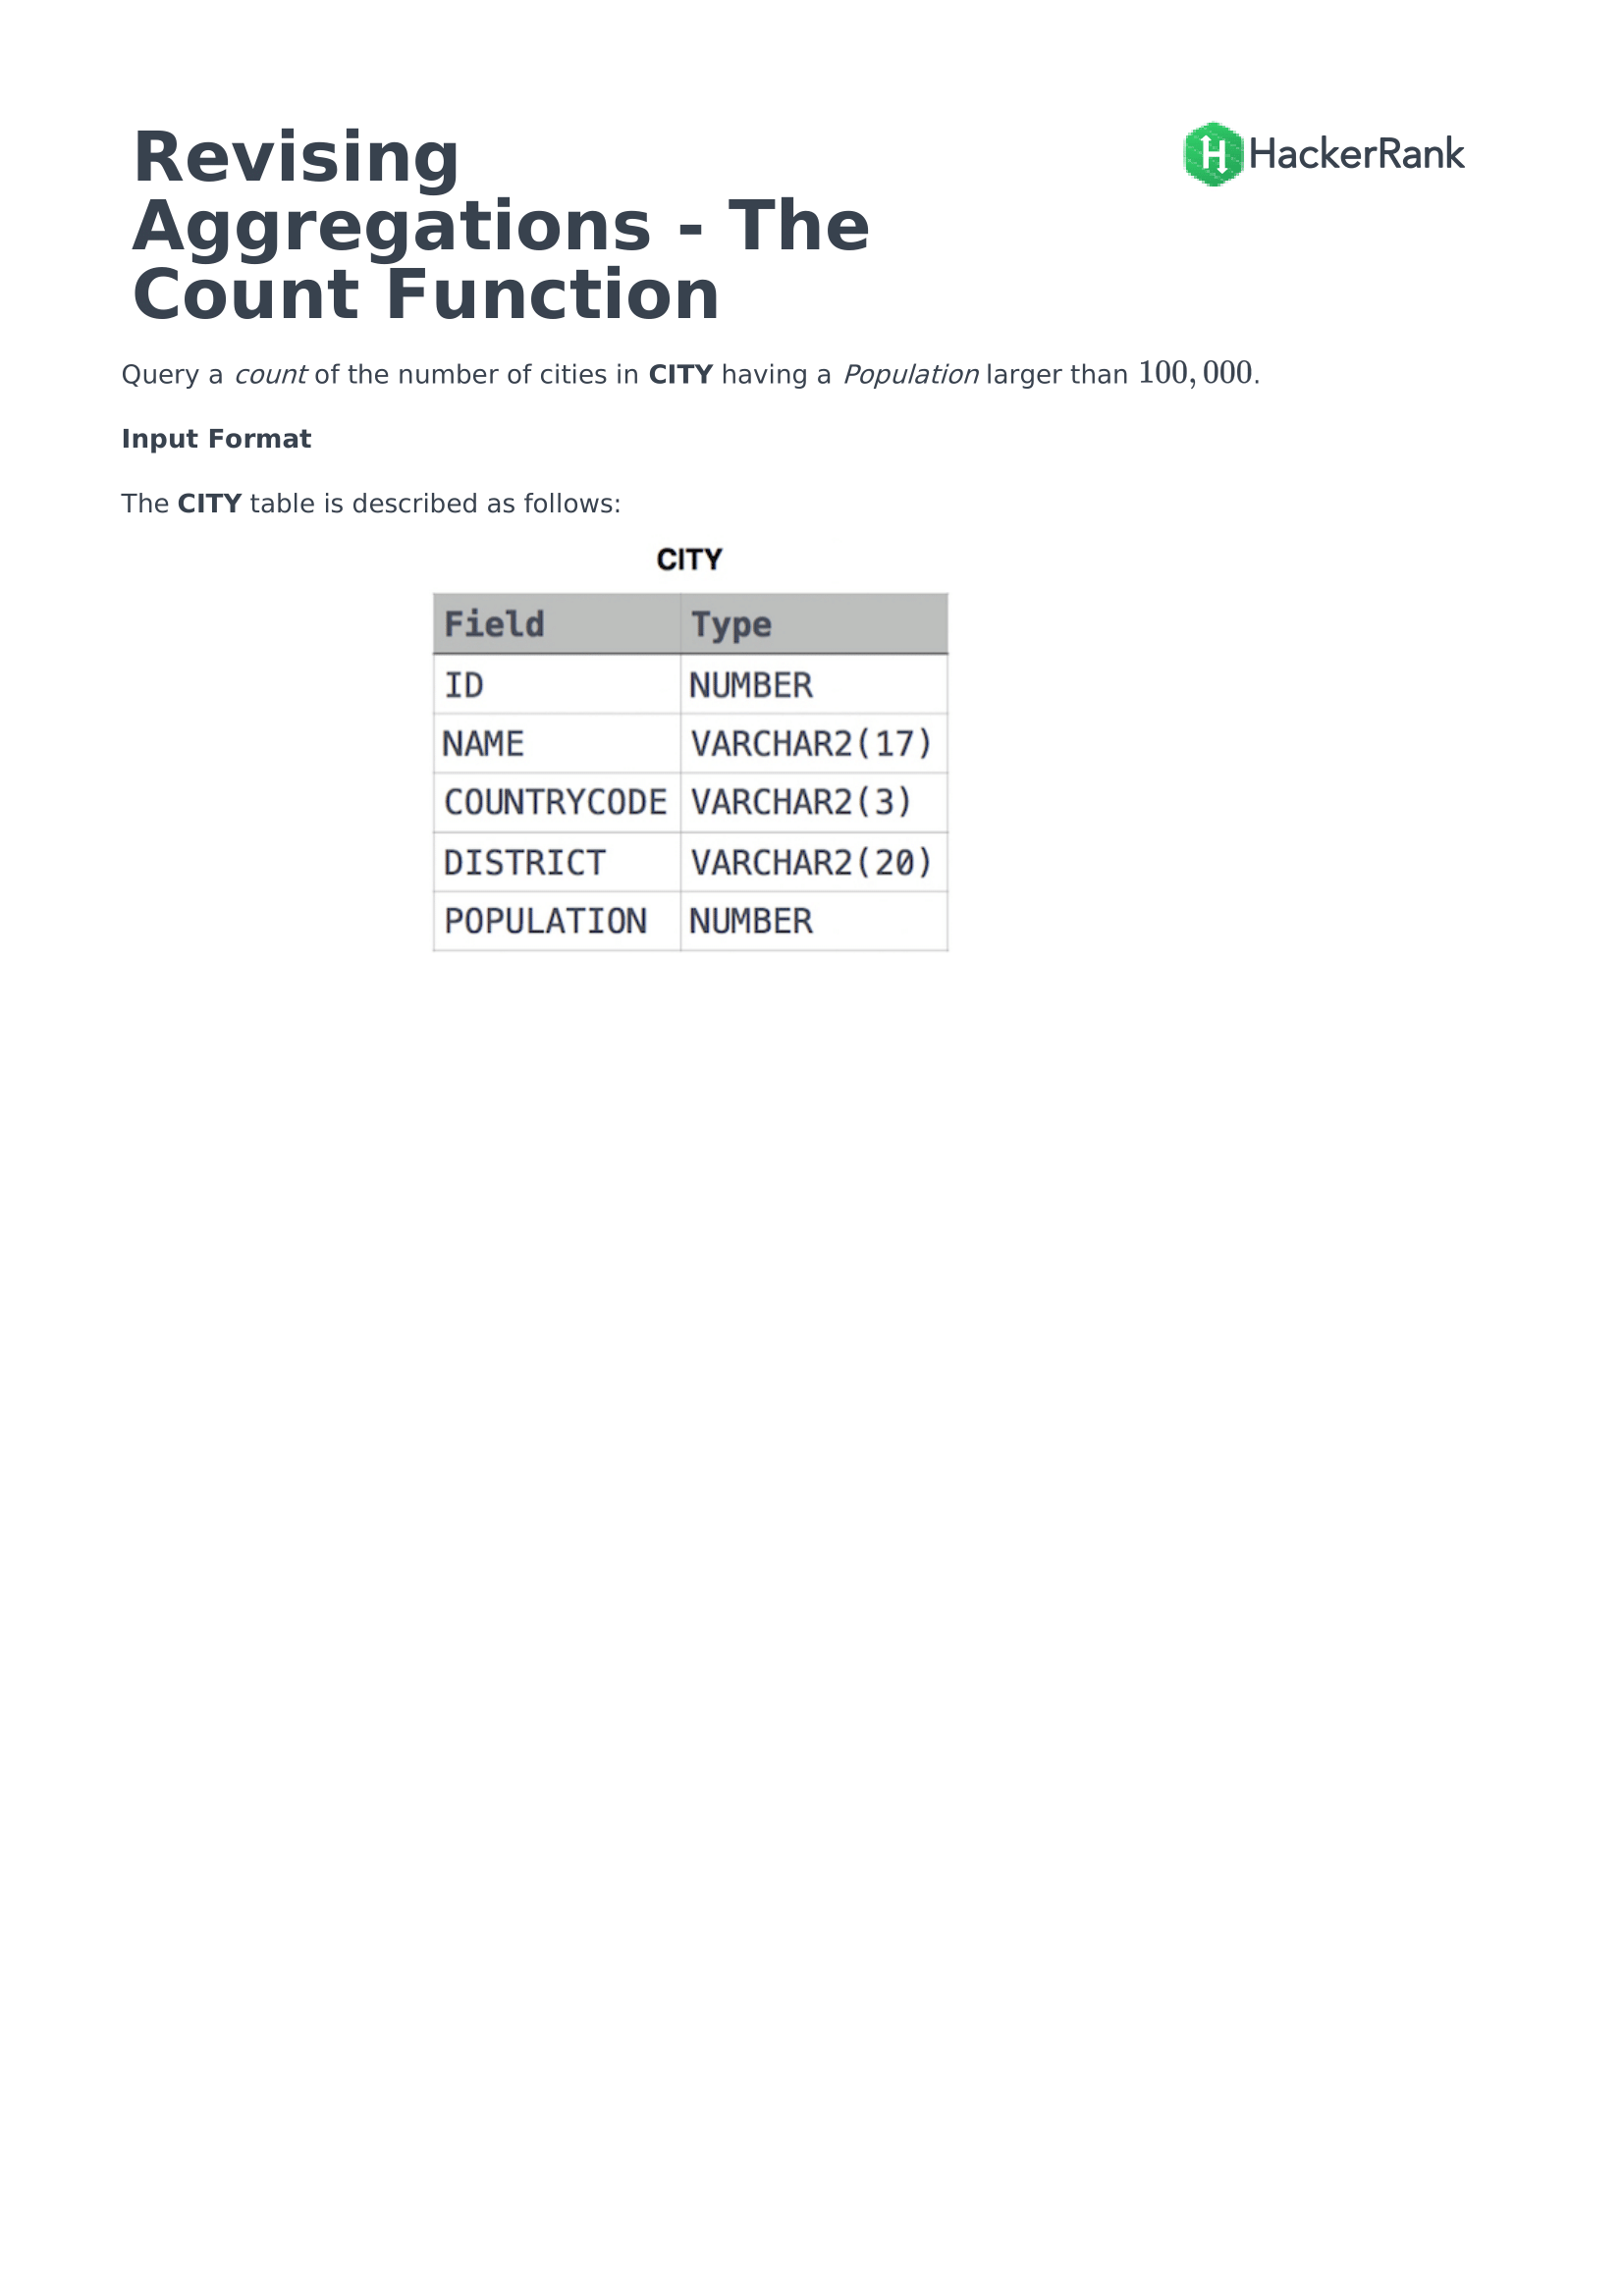 Revising
Aggregations - The
Count Function
HackerRank
Query a count of the number of cities in CITY having a Population larger than 100, 000.
Input Format
The CITY table is described as follows:
CITY
Field Type
ID NUMBER
NAME VARCHAR2(17)
COUNTRYCODE VARCHAR2(3)
DISTRICT VARCHAR2(20)
POPULATION NUMBER